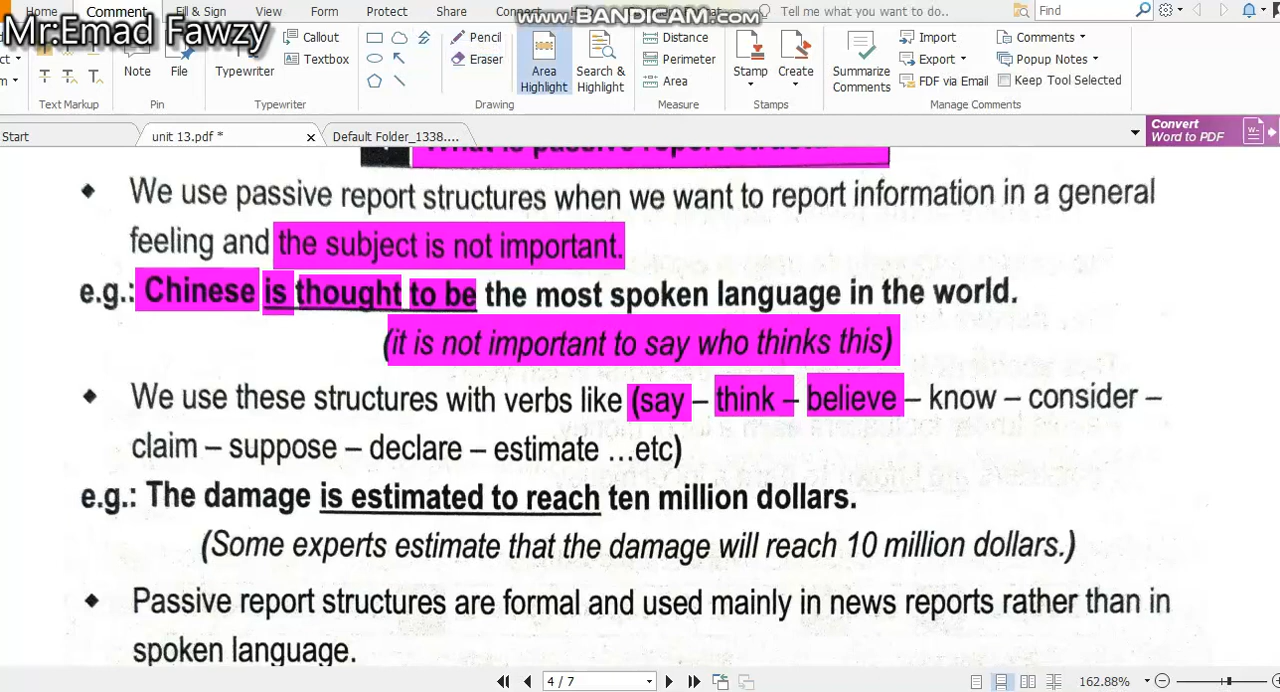 Home Comment Fill & Sign View Form Protect Share Connect Tell me what you want to do.. Find
www.BANDICAM.com
Mr:Emad Fawzy
Note File Typewriter Callout Textbox Pencil Eraser Area Highlight Search & Highlight Distance Perimeter Area Stamp Create Summarize Comments Import Export FDF via Email Comments Popup Notes Keep Tool Selected
Text Markup Pin Typewriter Drawing Measure Stamps Manage Comments
Start unit 13.pdf * Default Folder_1338.... Convert Word to PDF
What is passive report
We use passive report structures when we want to report information in a general
feeling and the subject is not important.
e.g.: Chinese is thought to be the most spoken language in the world.
(it is not important to say who thinks this)
We use these structures with verbs like (say – think – believe – know – consider –
claim – suppose – declare – estimate ...etc)
e.g.: The damage is estimated to reach ten million dollars.
(Some experts estimate that the damage will reach 10 million dollars.)
Passive report structures are formal and used mainly in news reports rather than in
spoken language.
4 / 7 162.88%